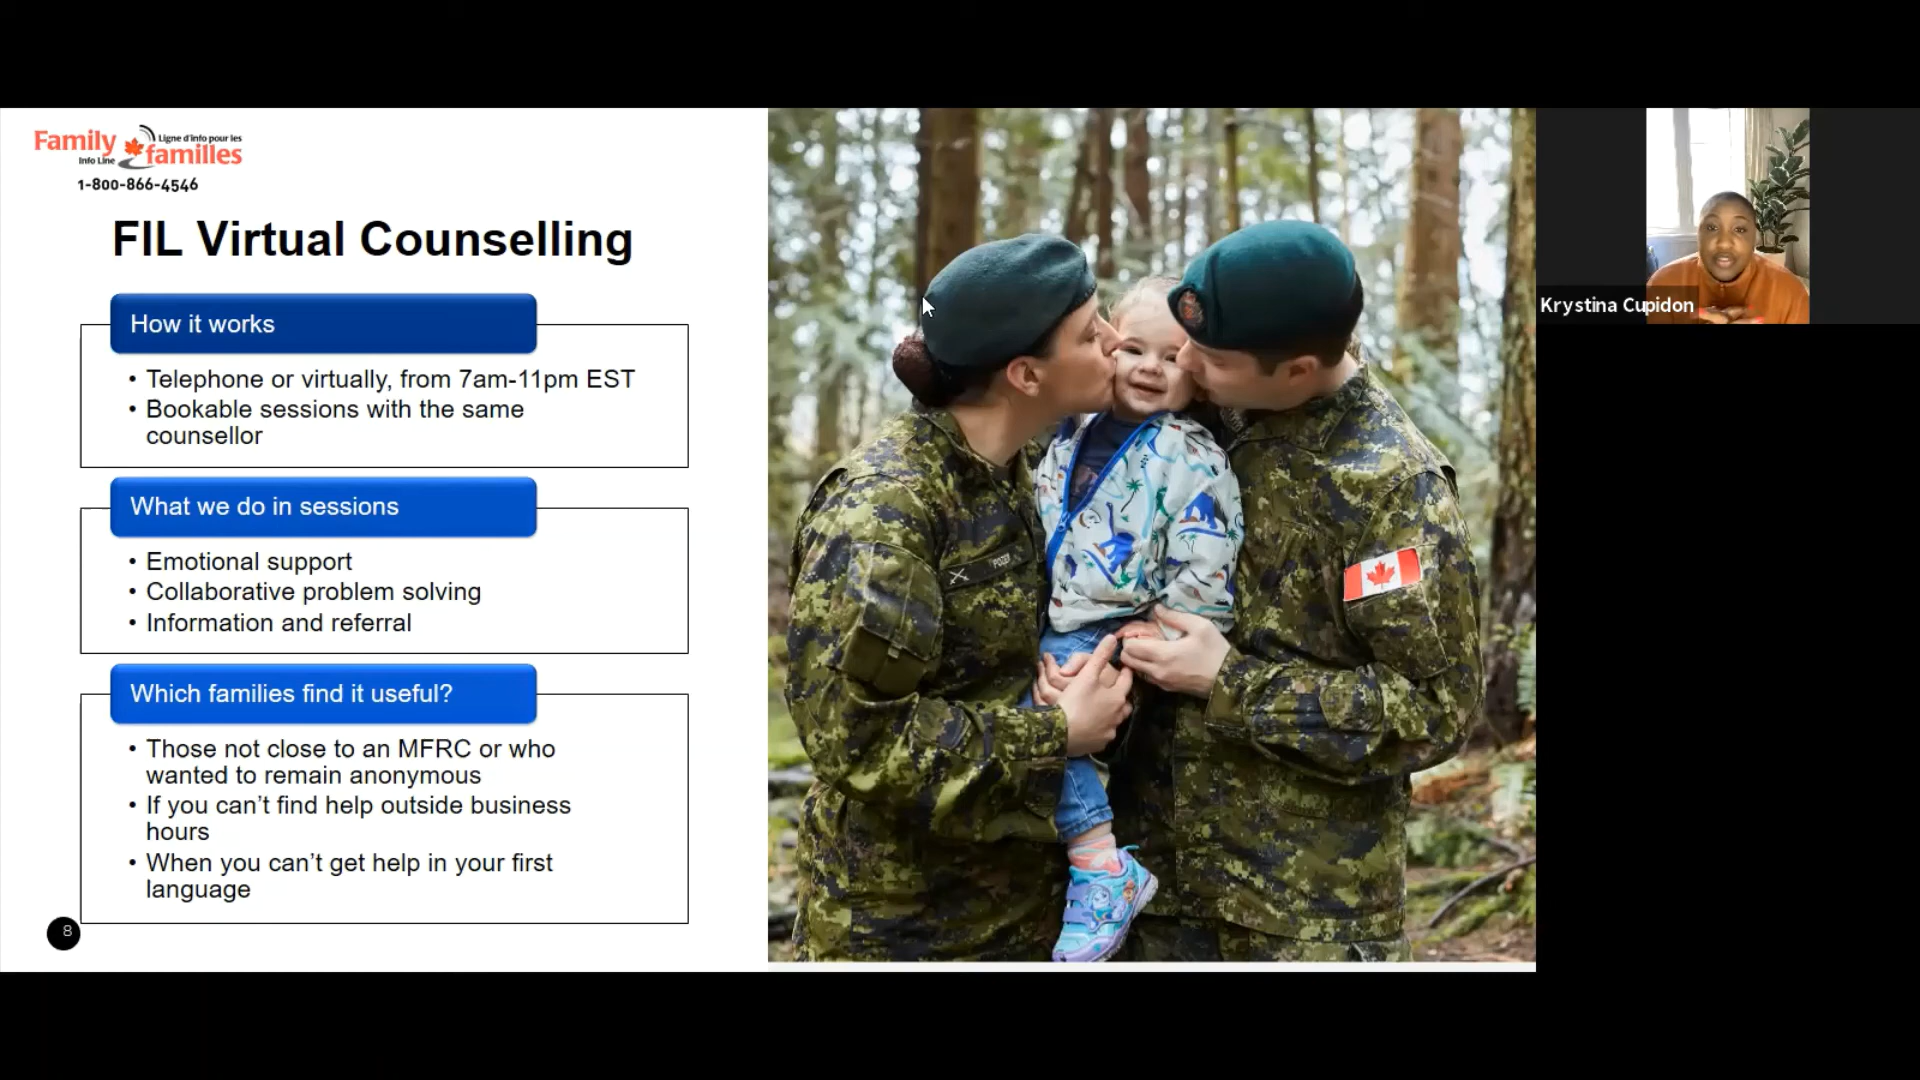 Family
Info Line
Ligne d'info pour les
familles
1-800-866-4546
FIL Virtual Counselling
How it works
• Telephone or virtually, from 7am-11pm EST
• Bookable sessions with the same
counsellor
What we do in sessions
• Emotional support
• Collaborative problem solving
• Information and referral
Which families find it useful?
• Those not close to an MFRC or who
wanted to remain anonymous
• If you can’t find help outside business
hours
• When you can’t get help in your first
language
8
Krystina Cupidon